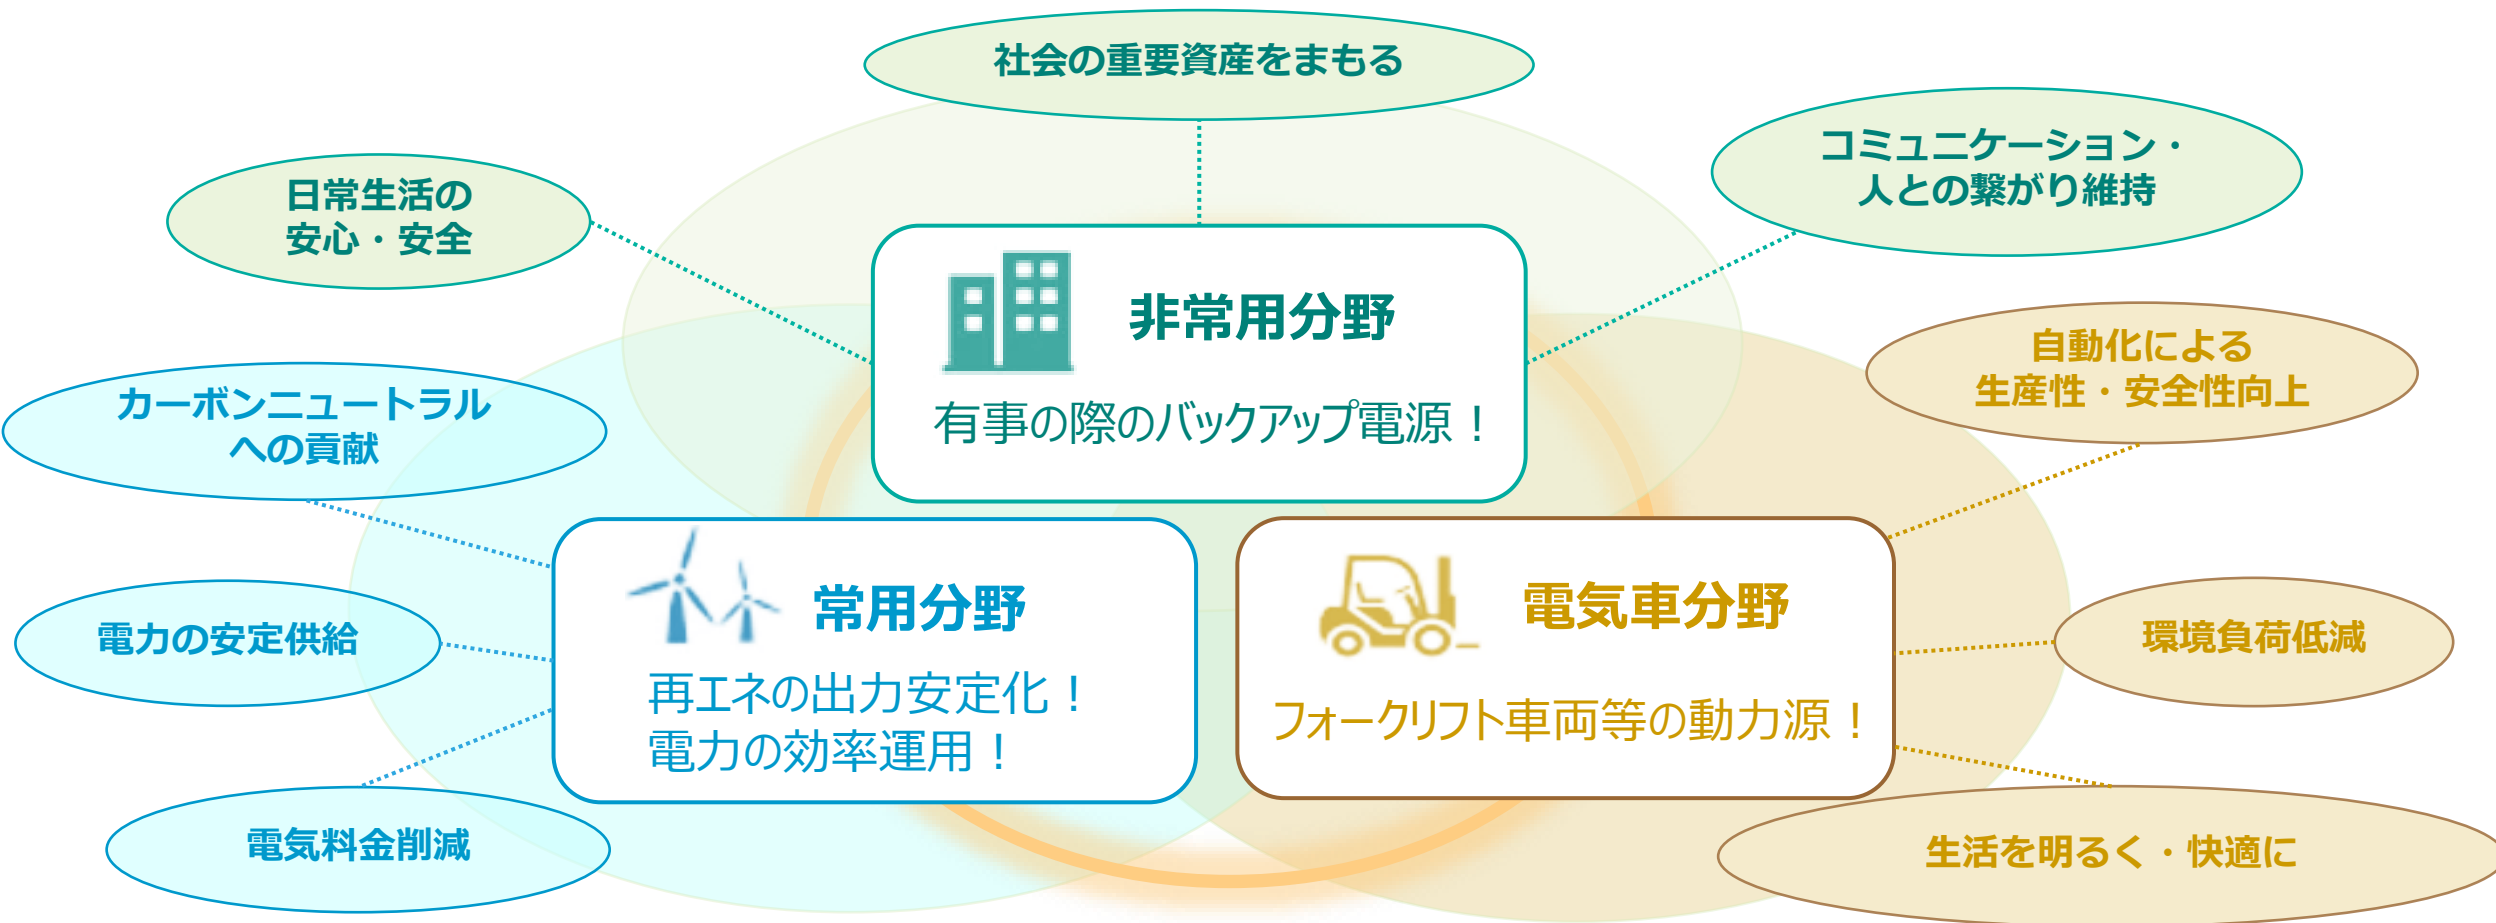 社会の重要資産をまもる
コミュニケーション・
人との繋がり維持
日常生活の
安心・安全
非常用分野
有事の際のバックアップ電源！
自動化による
生産性・安全性向上
カーボンニュートラル
への貢献
常用分野
再エネの出力安定化！
電力の効率運用！
電気車分野
フォークリフト車両等の動力源！
電力の安定供給
環境負荷低減
電気料金削減
生活を明るく・快適に